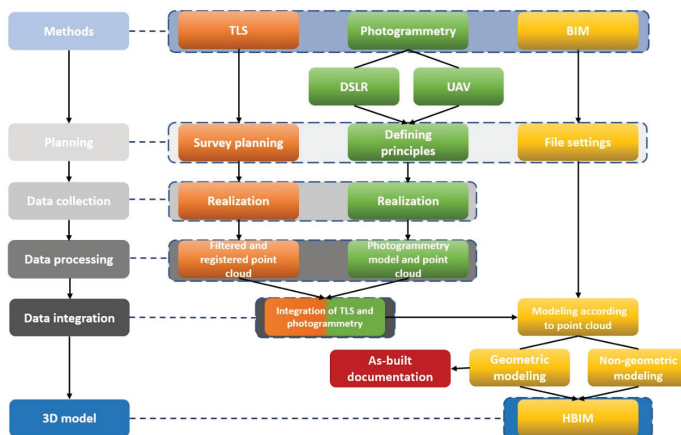 Methods
TLS
Photogrammetry
BIM
DSLR
UAV
Planning
Survey planning
Defining
principles
File settings
Data collection
Realization
Realization
Data processing
Filtered and
registered point
cloud
Photogrammetry
model and point
cloud
Data integration
Integration of TLS and
photogrammetry
Modeling according
to point cloud
As-built
documentation
Geometric
modeling
Non-geometric
modeling
3D model
HBIM